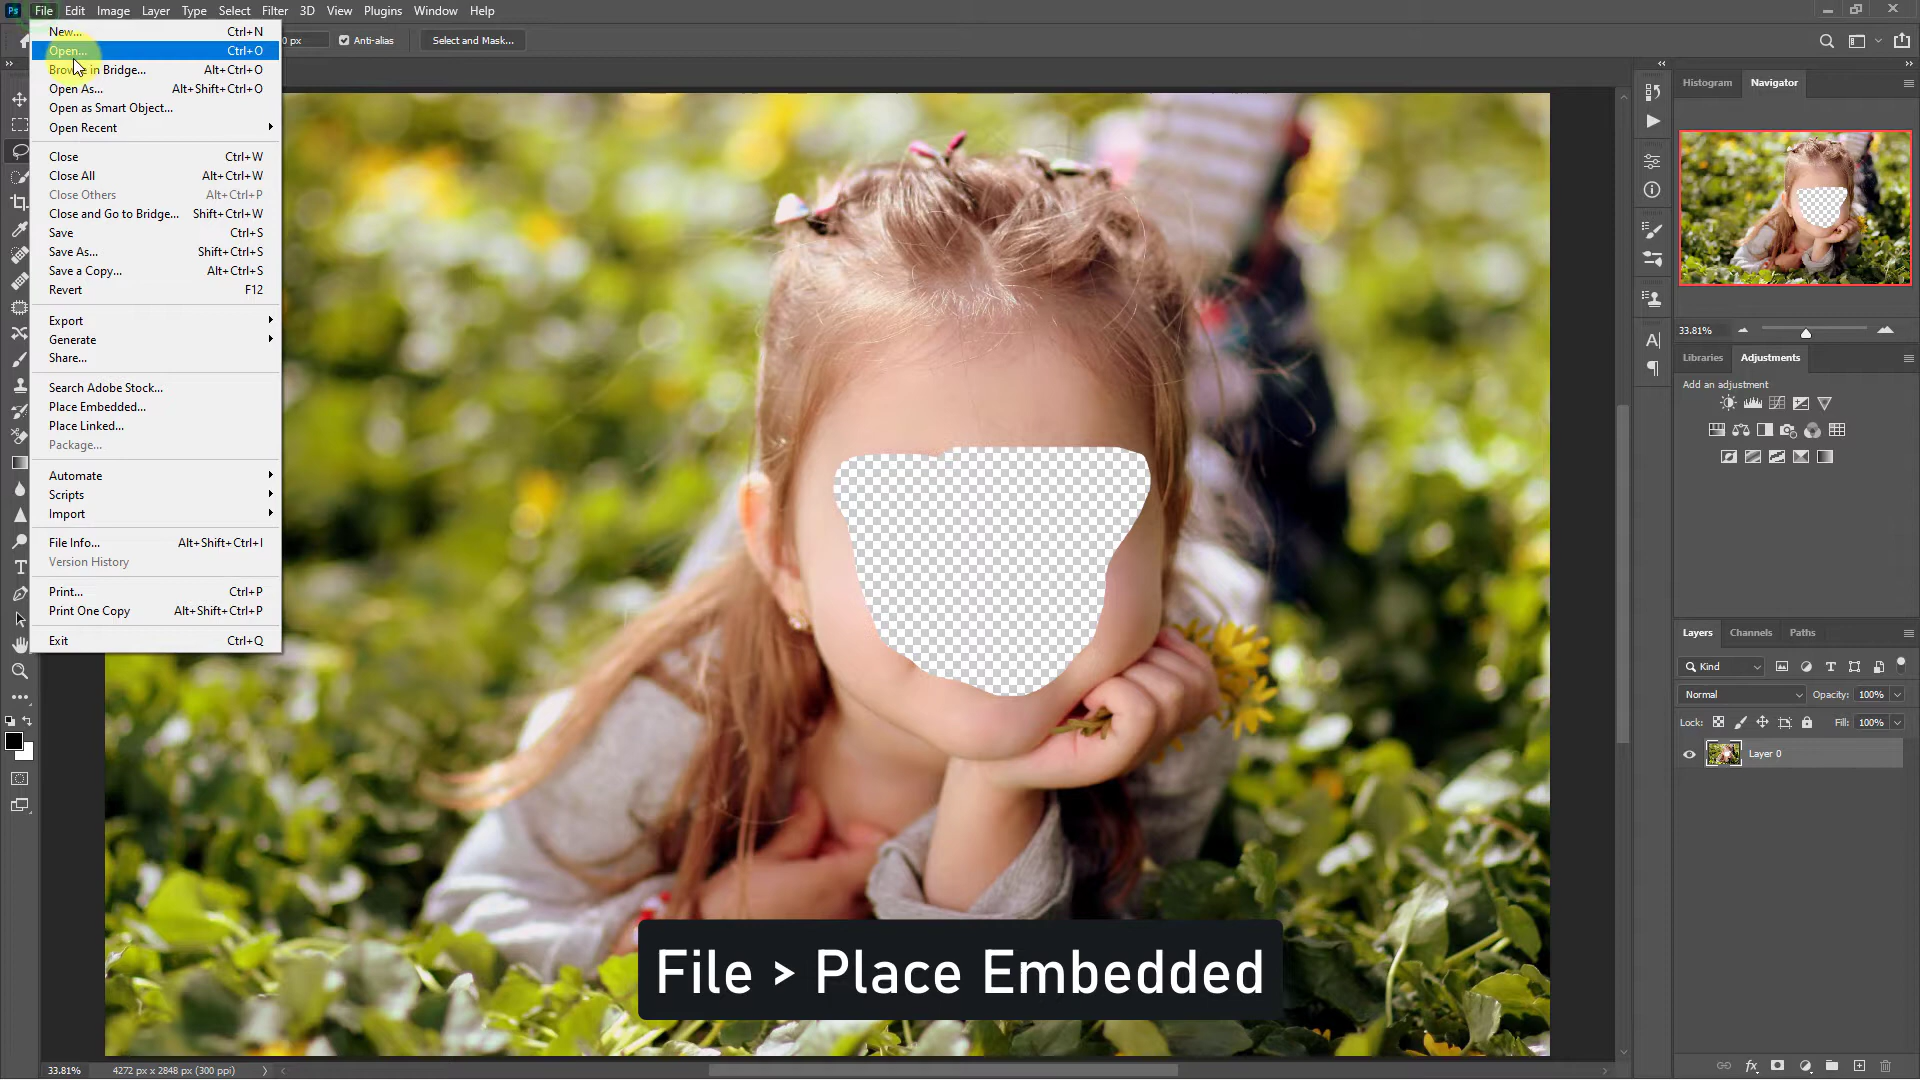 Ps File Edit Image Layer Type Select Filter 3D View Plugins Window Help
0 px Anti-alias Select and Mask...
New... Ctrl+N
Open... Ctrl+O
Browse in Bridge... Alt+Ctrl+O
Open As... Alt+Shift+Ctrl+O
Open as Smart Object...
Open Recent
Close Ctrl+W
Close All Alt+Ctrl+W
Close Others Alt+Ctrl+P
Close and Go to Bridge... Shift+Ctrl+W
Save Ctrl+S
Save As... Shift+Ctrl+S
Save a Copy... Alt+Ctrl+S
Revert F12
Export
Generate
Share...
Search Adobe Stock...
Place Embedded...
Place Linked...
Package...
Automate
Scripts
Import
File Info... Alt+Shift+Ctrl+I
Version History
Print... Ctrl+P
Print One Copy Alt+Shift+Ctrl+P
Exit Ctrl+Q
Histogram Navigator
33.81%
Libraries Adjustments
Add an adjustment
Layers Channels Paths
Kind
Normal Opacity: 100%
Lock: Fill: 100%
Layer 0
File > Place Embedded
33.81% 4272 px x 2848 px (300 ppi)